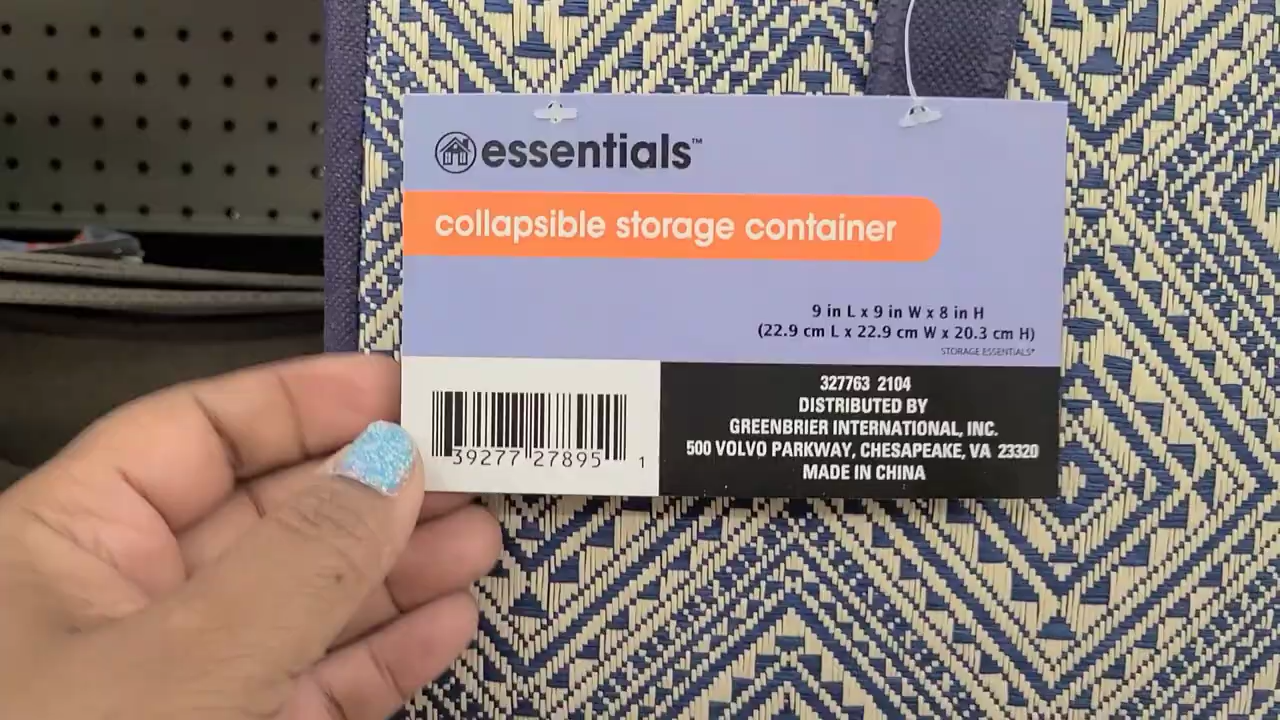 essentials™
collapsible storage container
9 in L x 9 in W x 8 in H
(22.9 cm L x 22.9 cm W x 20.3 cm H)
STORAGE ESSENTIALS®
39277 27895 1
327763 2104
DISTRIBUTED BY
GREENBRIER INTERNATIONAL, INC.
500 VOLVO PARKWAY, CHESAPEAKE, VA 23320
MADE IN CHINA